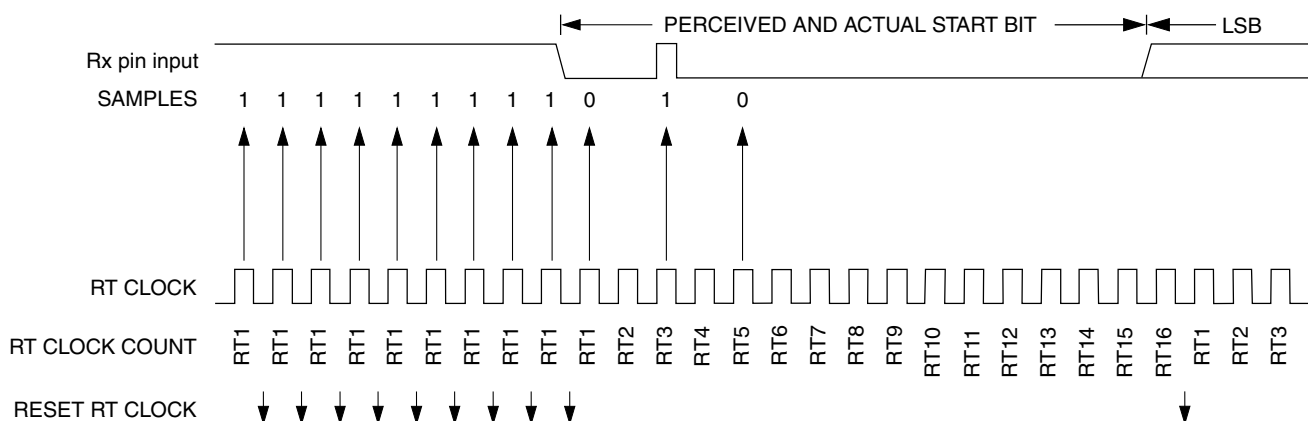 PERCEIVED AND ACTUAL START BIT LSB
Rx pin input
SAMPLES 1 1 1 1 1 1 1 1 1 0 1 0
RT CLOCK
RT CLOCK COUNT RT1 RT1 RT1 RT1 RT1 RT1 RT1 RT1 RT1 RT1 RT2 RT3 RT4 RT5 RT6 RT7 RT8 RT9 RT10 RT11 RT12 RT13 RT14 RT15 RT16 RT1 RT2 RT3
RESET RT CLOCK